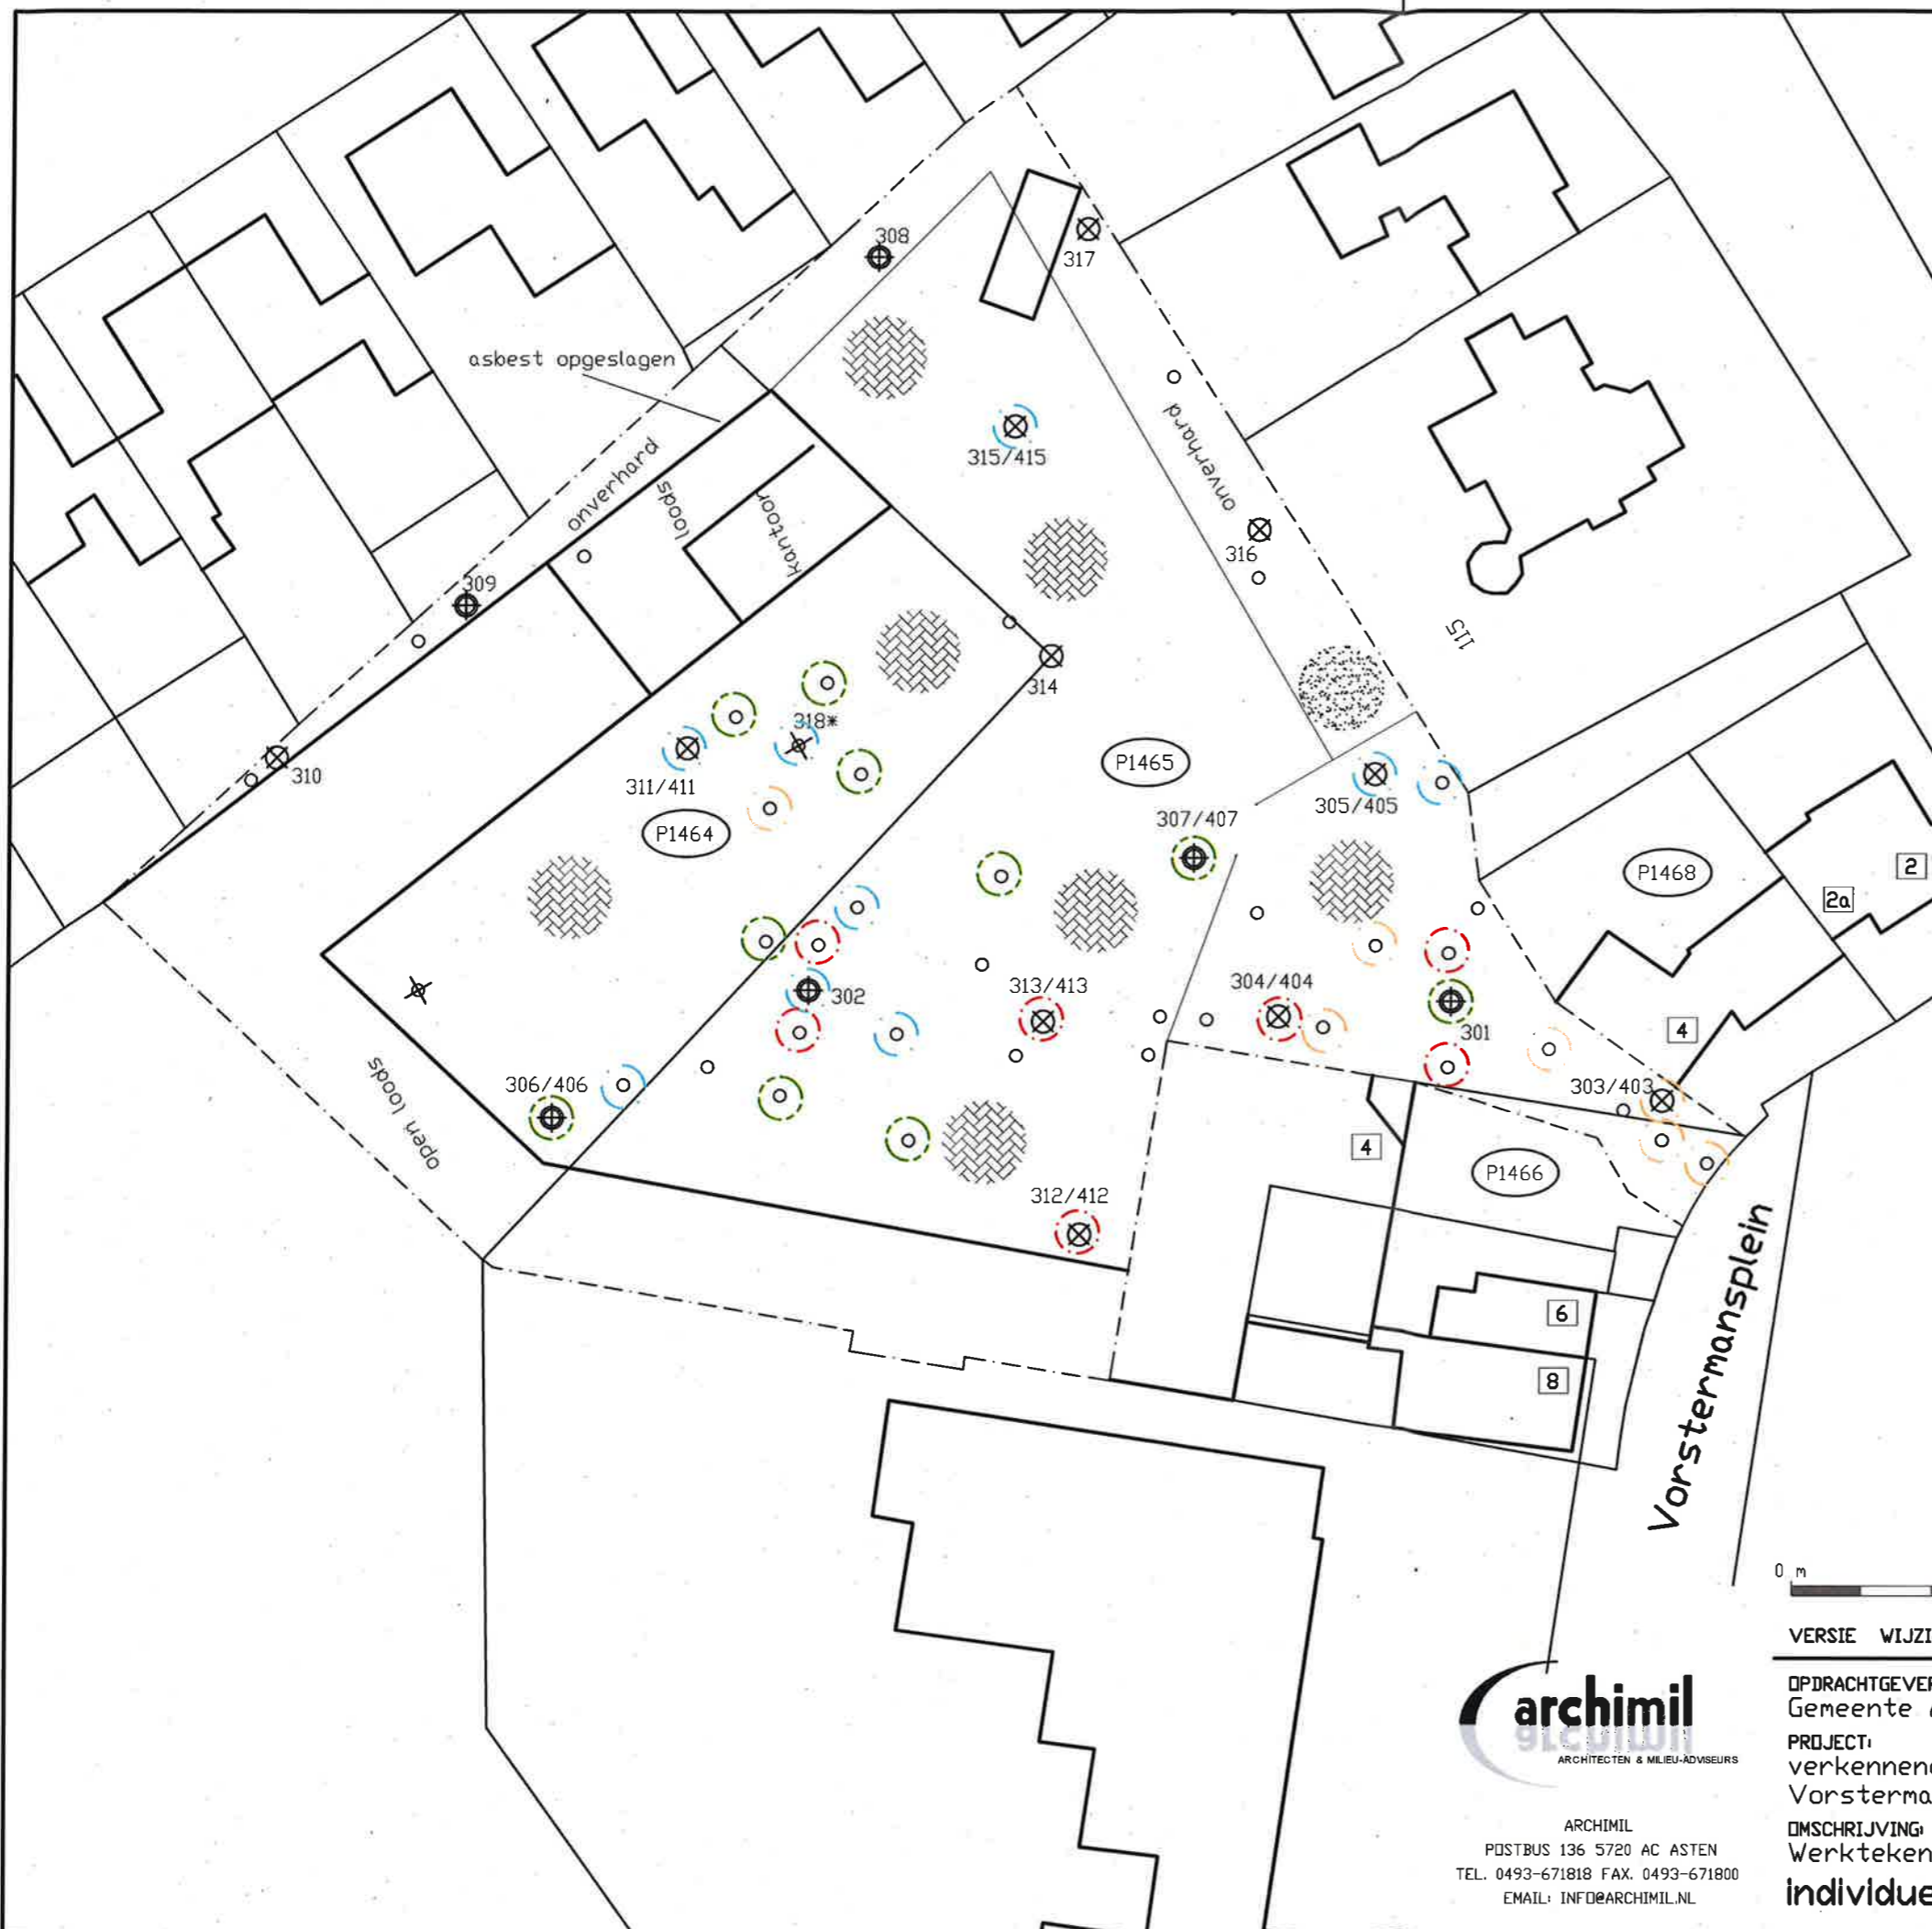 308
317
asbest opgeslagen
315/415
onverhard
onverhard
loods
kantoor
316
309
115
314
318*
310
311/411
P1465
305/405
P1464
307/407
P1468
2
2a
302
313/413
304/404
301
4
306/406
303/403
open loods
4
P1466
312/412
6
8
Vorstermansplein
0 m
VERSIE WIJZI
archimil
ARCHITECTEN & MILIEU-ADVISEURS
ARCHIMIL
POSTBUS 136 5720 AC ASTEN
TEL. 0493-671818 FAX. 0493-671800
EMAIL: INFO@ARCHIMIL.NL
OPDRACHTGEVER
Gemeente
PROJECT:
verkennen
Vorsterma
OMSCHRIJVING:
Werkteken
individue